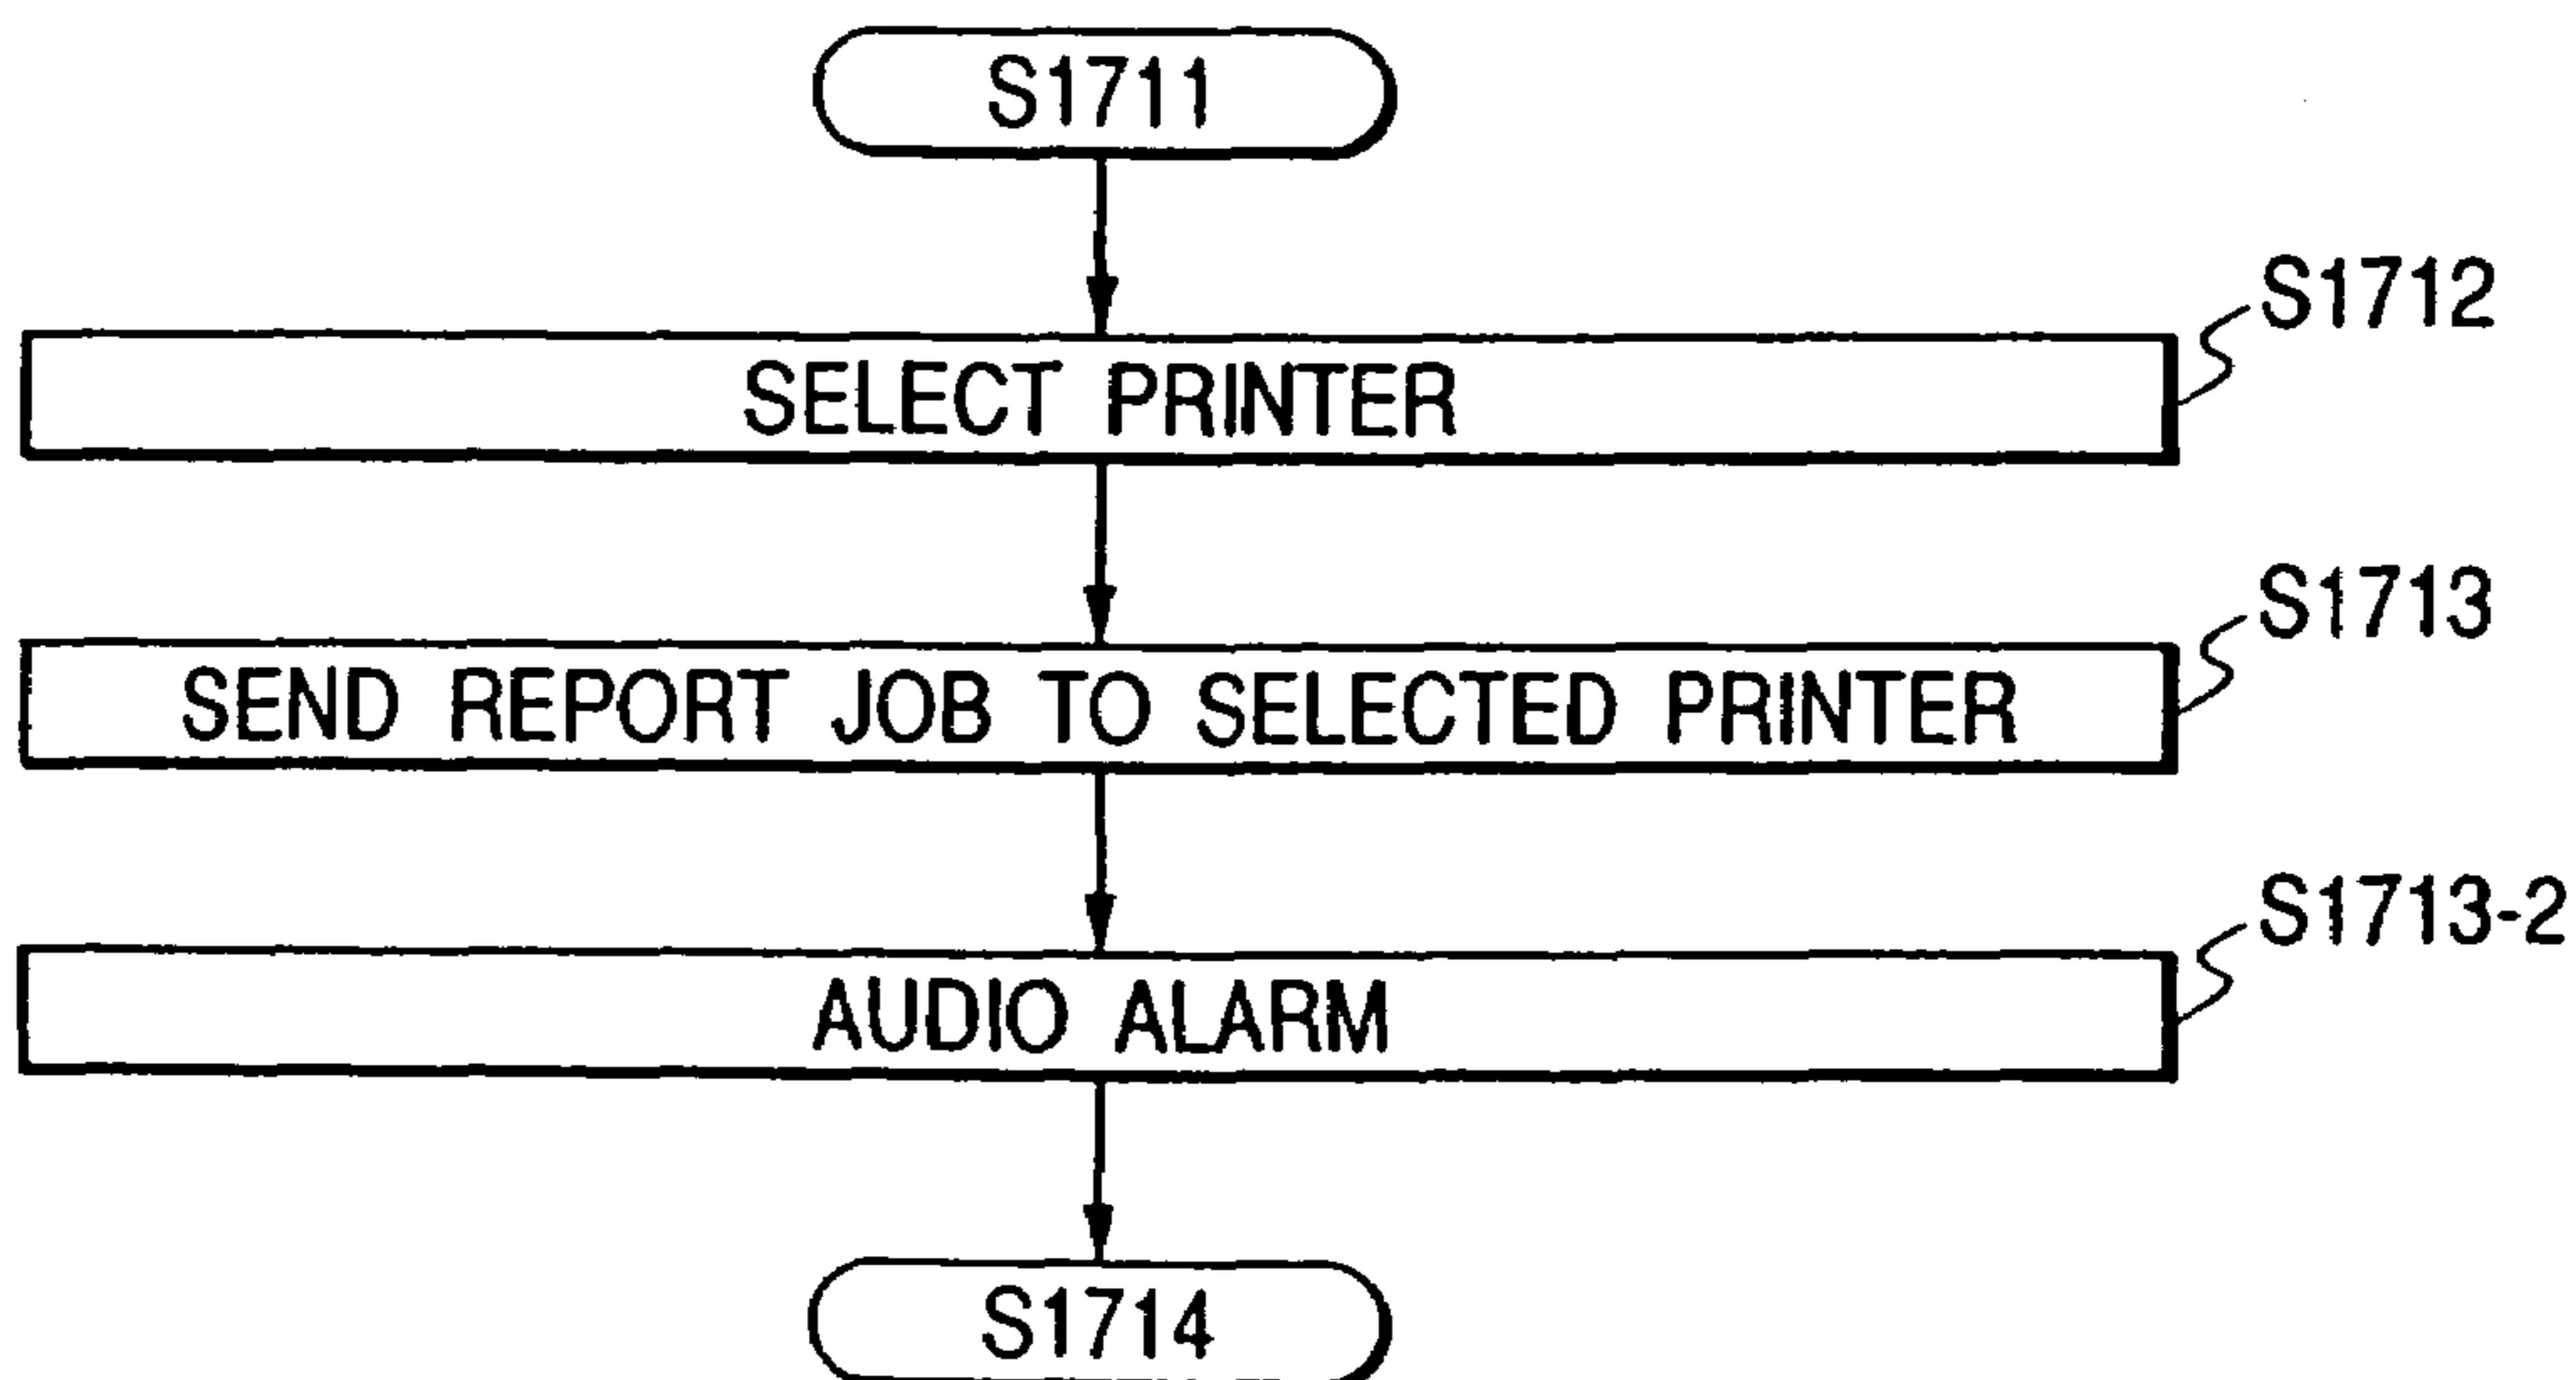 S1711
S1712
SELECT PRINTER
S1713
SEND REPORT JOB TO SELECTED PRINTER
S1713-2
AUDIO ALARM
S1714